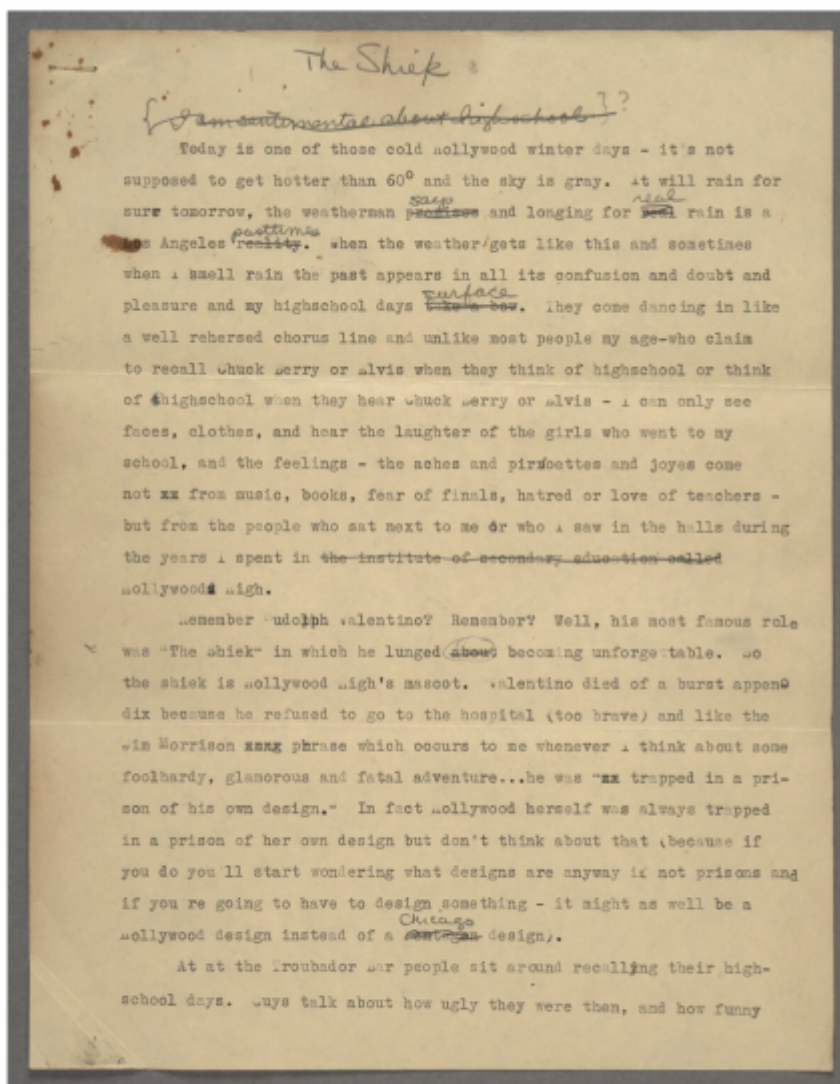 The Shiek
{I am sentimental about highschool}??
Today is one of those cold Hollywood winter days - it's not
supposed to get hotter than 60° and the sky is gray. It will rain for
sure tomorrow, the weatherman promises says and longing for real real rain is a
Los Angeles reality pasttimes. When the weather gets like this and sometimes
when I smell rain the past appears in all its confusion and doubt and
pleasure and my highschool days take a bow surface. They come dancing in like
a well rehersed chorus line and unlike most people my age-who claim
to recall Chuck Berry or Elvis when they think of highschool or think
of highschool when they hear Chuck Berry or Elvis - I can only see
faces, clothes, and hear the laughter of the girls who went to my
school, and the feelings - the aches and pirouettes and joyes come
not xx from music, books, fear of finals, hatred or love of teachers -
but from the people who sat next to me or who I saw in the halls during
the years I spent in the institute of secondary education called
Hollywood High.
Remember Rudolph Valentino? Remember? Well, his most famous role
was "The Shiek" in which he lunged about becoming unforgettable. So
the shiek is Hollywood High's mascot. Valentino died of a burst appen
dix because he refused to go to the hospital (too brave) and like the
Jim Morrison xxxx phrase which occurs to me whenever I think about some
foolhardy, glamorous and fatal adventure...he was "xx trapped in a pri-
son of his own design." In fact Hollywood herself was always trapped
in a prison of her own design but don't think about that (because if
you do you'll start wondering what designs are anyway if not prisons and
if you're going to have to design something - it might as well be a
Hollywood design instead of a Chicago design).
At at the Troubador Bar people sit around recalling their high-
school days. Guys talk about how ugly they were then, and how funny